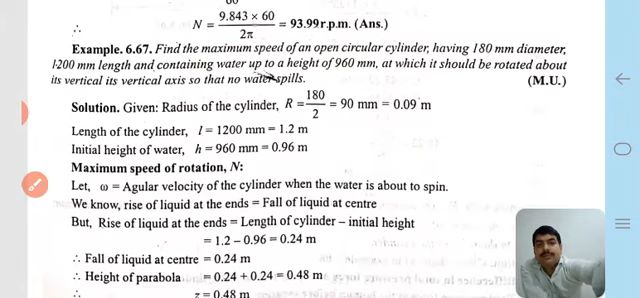 60
∴ N = 9.843 × 60 / 2π = 93.99 r.p.m. (Ans.)
Example. 6.67. Find the maximum speed of an open circular cylinder, having 180 mm diameter,
1200 mm length and containing water up to a height of 960 mm, at which it should be rotated about
its vertical its vertical axis so that no water spills. (M.U.)
Solution. Given: Radius of the cylinder, R = 180 / 2 = 90 mm = 0.09 m
Length of the cylinder, l = 1200 mm = 1.2 m
Initial height of water, h = 960 mm = 0.96 m
Maximum speed of rotation, N:
Let, ω = Agular velocity of the cylinder when the water is about to spin.
We know, rise of liquid at the ends = Fall of liquid at centre
But, Rise of liquid at the ends = Length of cylinder – initial height
= 1.2 – 0.96 = 0.24 m
∴ Fall of liquid at centre = 0.24 m
∴ Height of parabola = 0.24 + 0.24 = 0.48 m
∴ z = 0.48 m